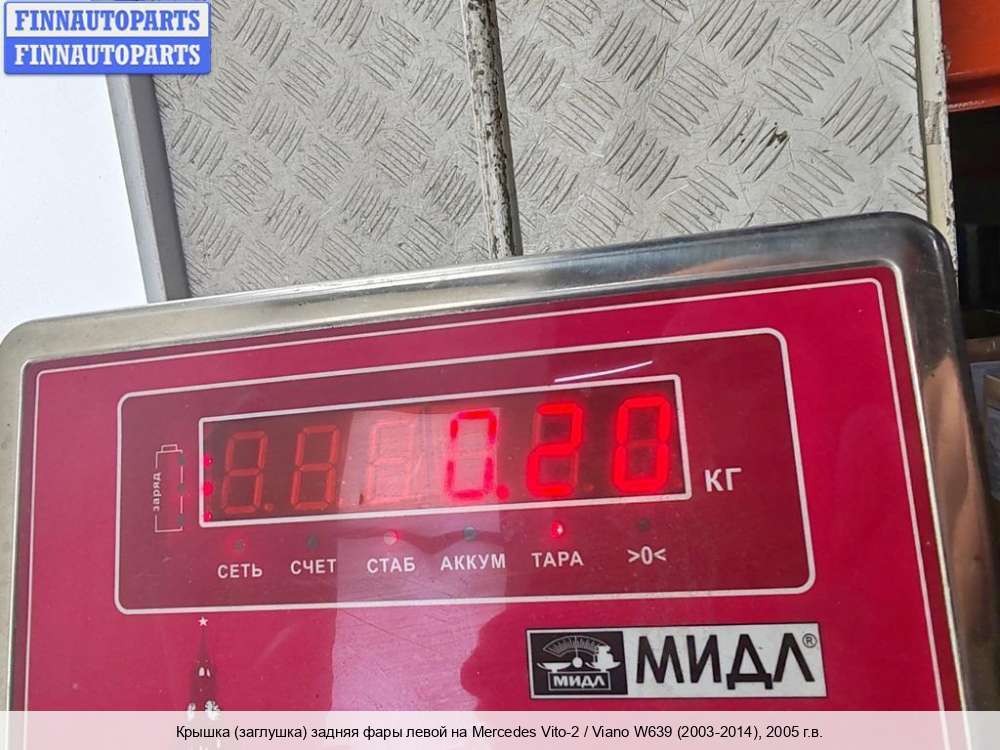 FINNAUTOPARTS
FINNAUTOPARTS
0.20
КГ
заряд
СЕТЬ СЧЕТ СТАБ АККУМ ТАРА >0<
МИДЛ МИДЛ®
Крышка (заглушка) задняя фары левой на Mercedes Vito-2 / Viano W639 (2003-2014), 2005 г.в.